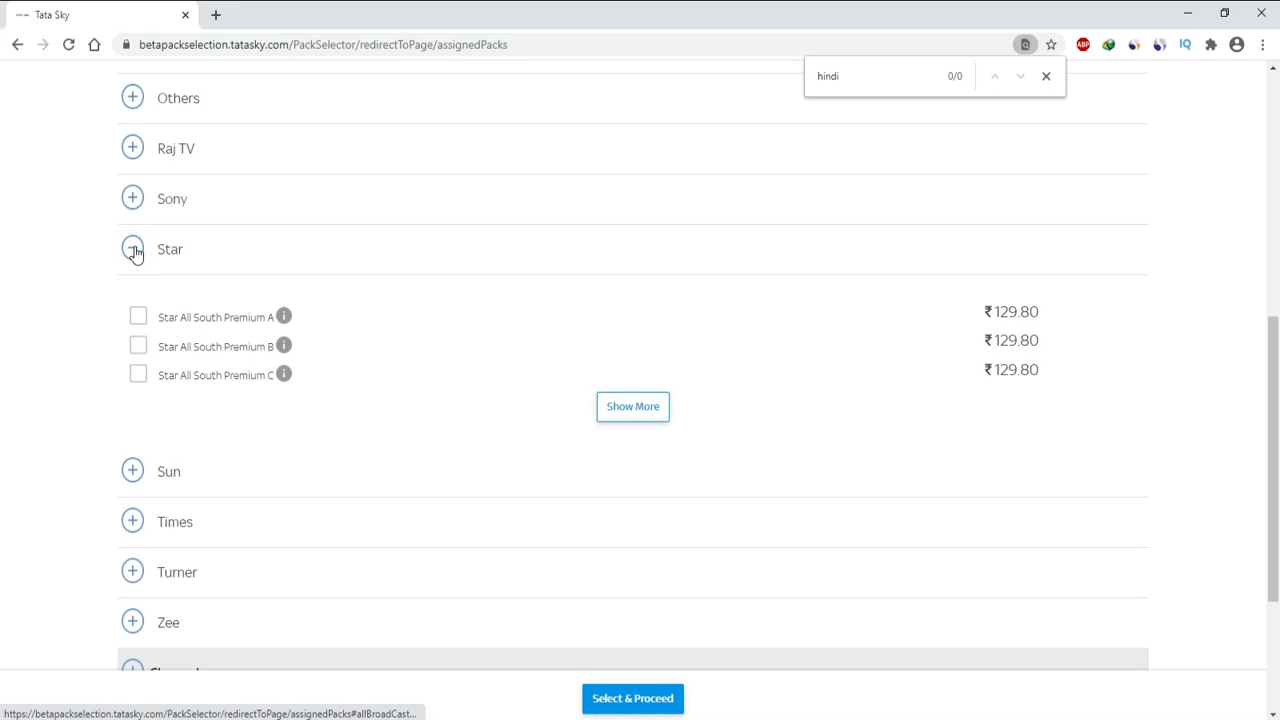 Tata Sky
betapackselection.tatasky.com/PackSelector/redirectToPage/assignedPacks
ABP
IQ
hindi 0/0
Others
Raj TV
Sony
Star
Star All South Premium A ₹129.80
Star All South Premium B ₹129.80
Star All South Premium C ₹129.80
Show More
Sun
Times
Turner
Zee
Select & Proceed
https://betapackselection.tatasky.com/PackSelector/redirectToPage/assignedPacks#allBroadCast...